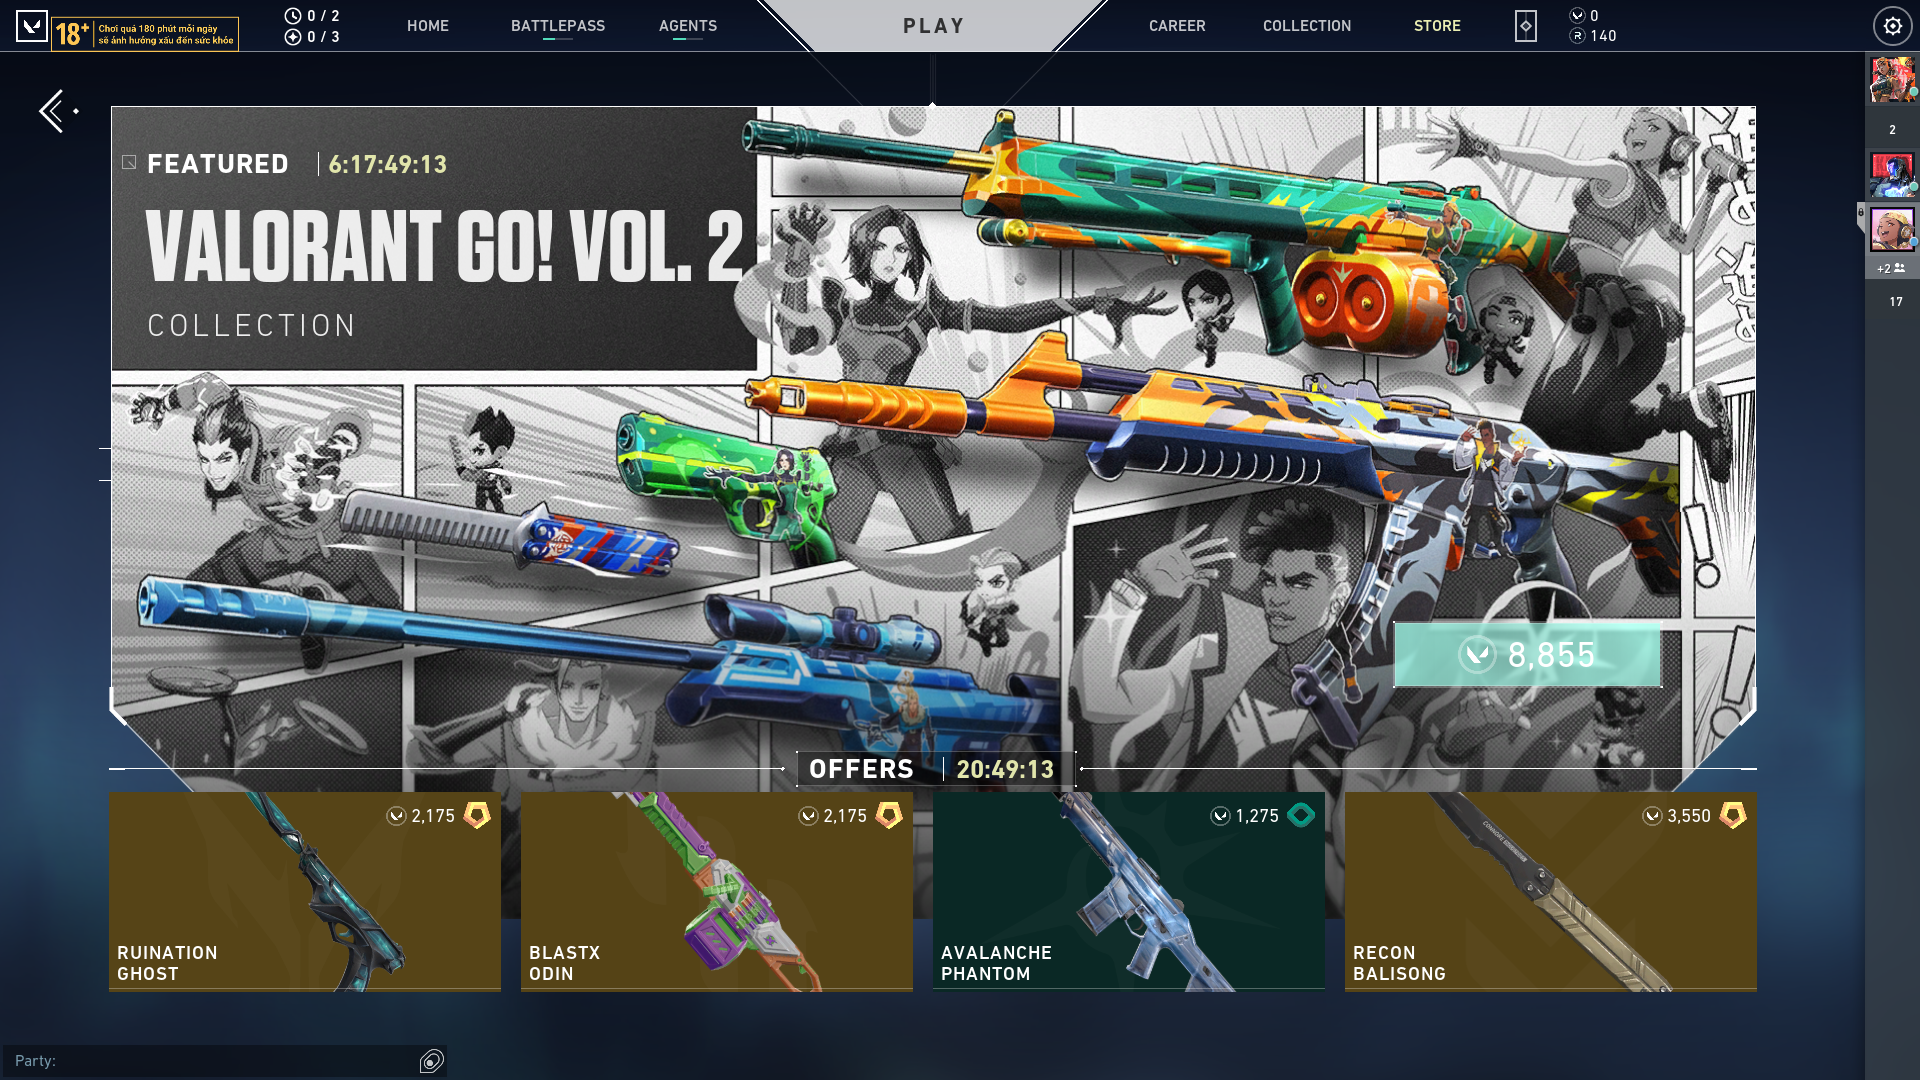 18+
Chơi quá 180 phút mỗi ngày
sẽ ảnh hưởng xấu đến sức khỏe
0 / 2
0 / 3
HOME
BATTLEPASS
AGENTS
PLAY
CAREER
COLLECTION
STORE
0
R 140
2
+2
17
FEATURED
6:17:49:13
VALORANT GO! VOL. 2
COLLECTION
8,855
OFFERS
20:49:13
2,175
RUINATION
GHOST
2,175
BLASTX
ODIN
1,275
AVALANCHE
PHANTOM
3,550
RECON
BALISONG
Party: